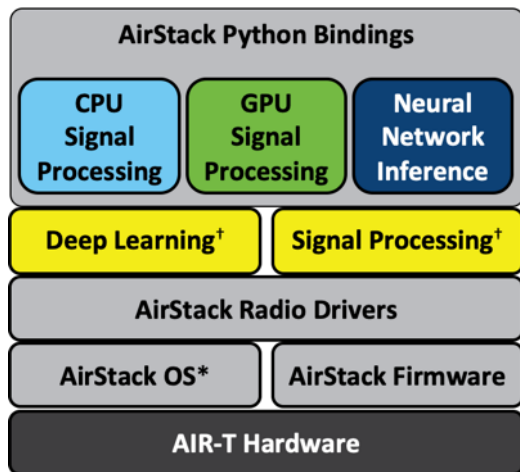 AirStack Python Bindings
CPU
Signal
Processing
GPU
Signal
Processing
Neural
Network
Inference
Deep Learning†
Signal Processing†
AirStack Radio Drivers
AirStack OS*
AirStack Firmware
AIR-T Hardware